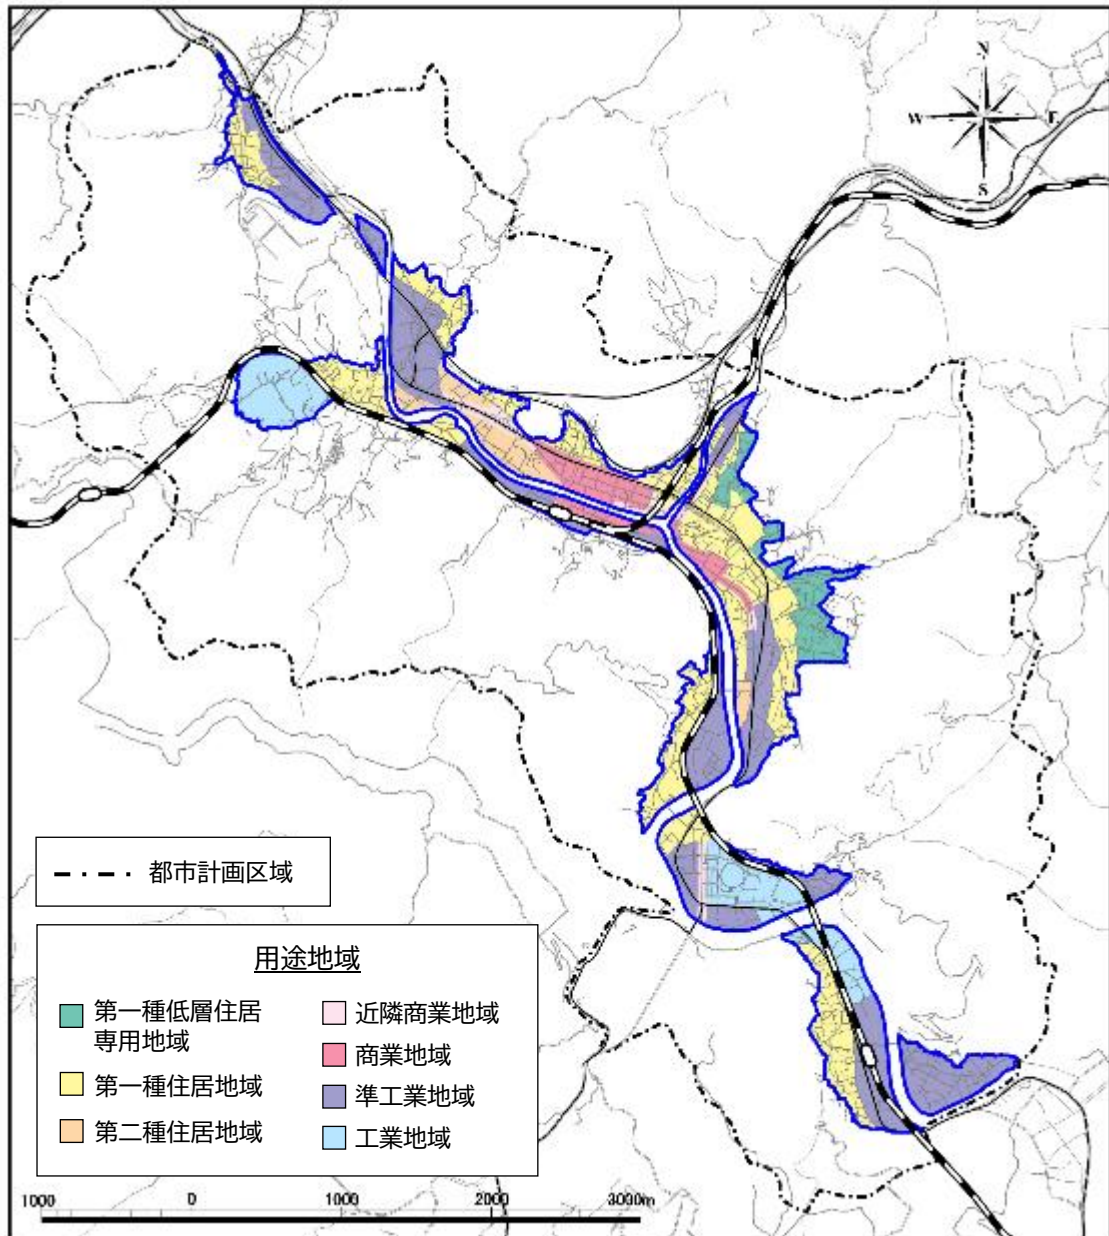 N
W
E
S
都市計画区域
用途地域
第一種低層住居
専用地域
第一種住居地域
第二種住居地域
近隣商業地域
商業地域
準工業地域
工業地域
1000 0 1000 2000 3000m